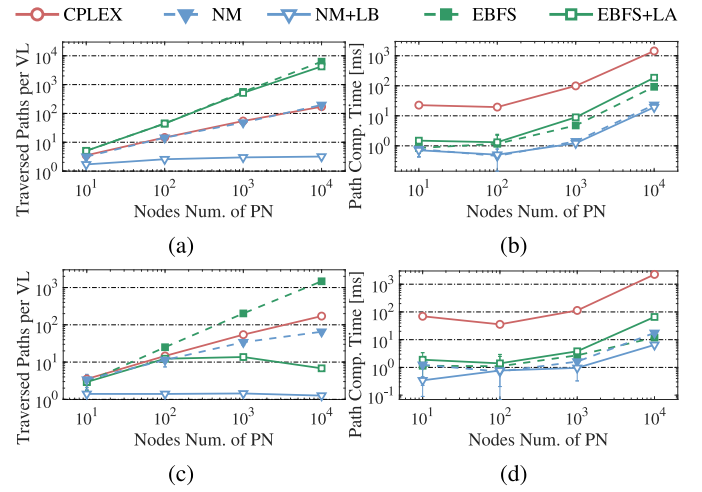 CPLEX NM NM+LB EBFS EBFS+LA
Traversed Paths per VL
10^4
10^3
10^2
10^1
10^0
10^1 10^2 10^3 10^4
Nodes Num. of PN
(a)
Path Comp. Time [ms]
10^3
10^2
10^1
10^0
10^1 10^2 10^3 10^4
Nodes Num. of PN
(b)
Traversed Paths per VL
10^3
10^2
10^1
10^0
10^1 10^2 10^3 10^4
Nodes Num. of PN
(c)
Path Comp. Time [ms]
10^3
10^2
10^1
10^0
10^-1
10^1 10^2 10^3 10^4
Nodes Num. of PN
(d)